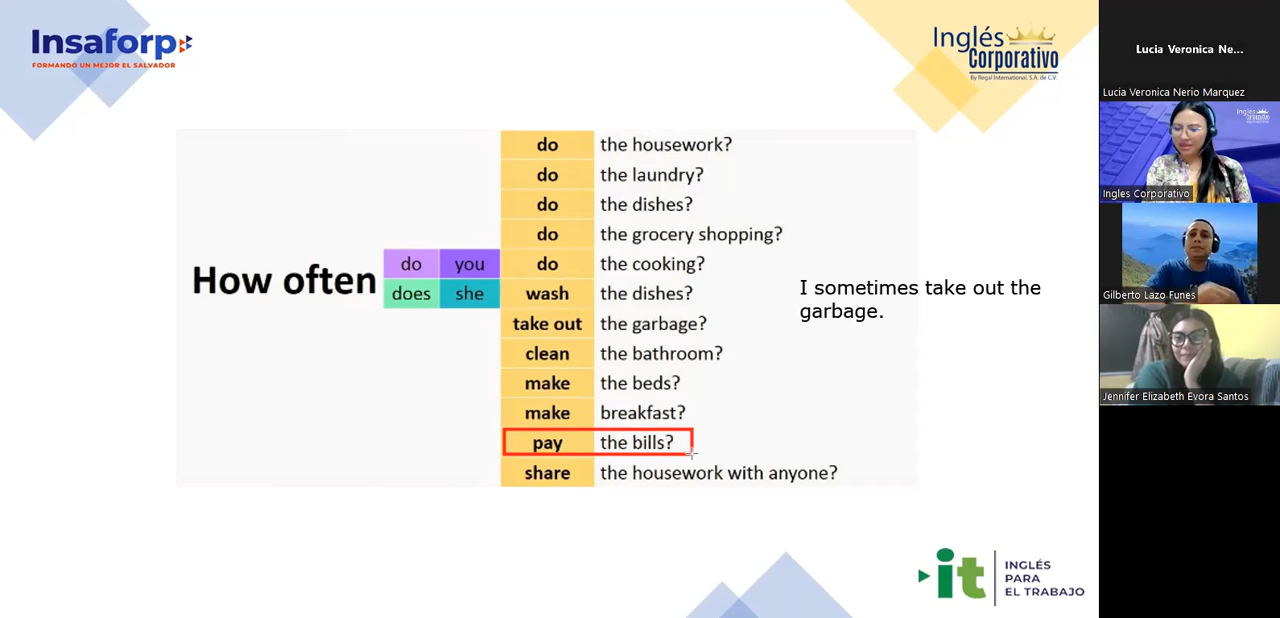 Insaforp
FORMANDO UN MEJOR EL SALVADOR
Inglés
Corporativo
By Regal International, S.A. de C.V.
How often
do you
does she
do the housework?
do the laundry?
do the dishes?
do the grocery shopping?
do the cooking?
wash the dishes?
take out the garbage?
clean the bathroom?
make the beds?
make breakfast?
pay the bills?
share the housework with anyone?
I sometimes take out the
garbage.
it
INGLÉS
PARA
EL TRABAJO
Lucia Veronica Ne...
Lucia Veronica Nerio Marquez
Inglés
Ingles Corporativo
Gilberto Lazo Funes
Jennifer Elizabeth Evora Santos